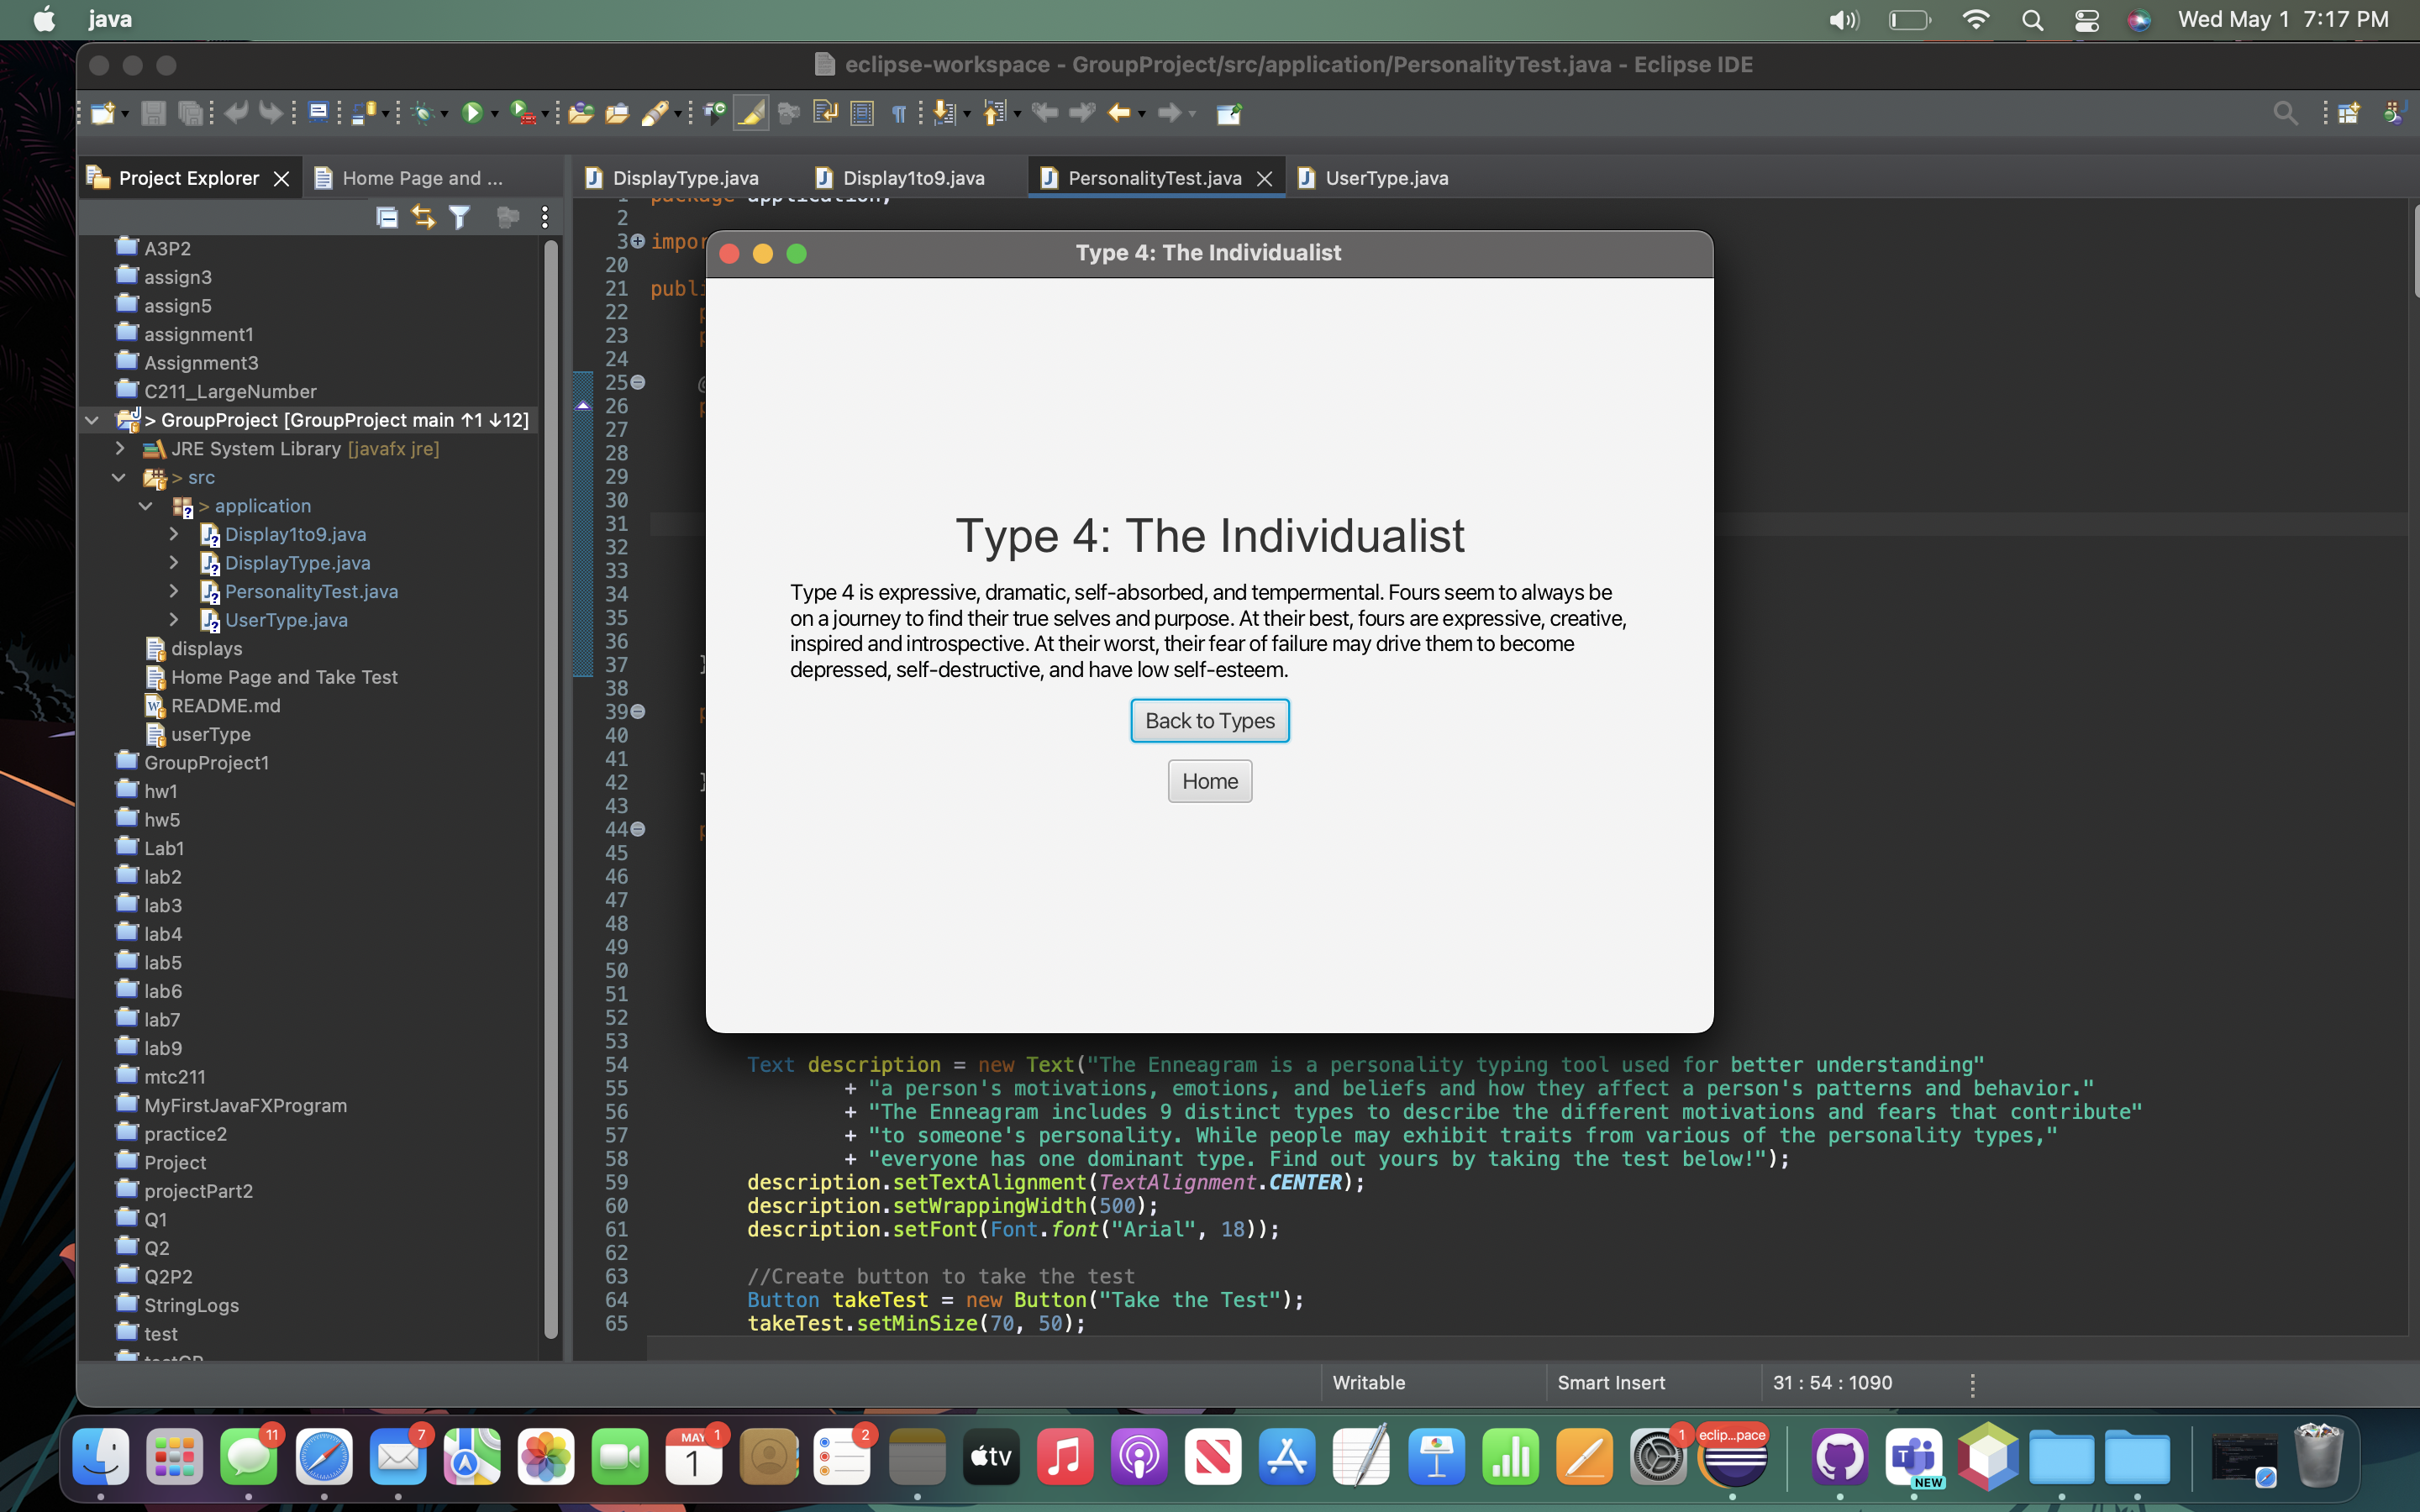 java
Wed May 1 7:17 PM
eclipse-workspace - GroupProject/src/application/PersonalityTest.java - Eclipse IDE
Project Explorer
Home Page and ...
DisplayType.java
Display1to9.java
PersonalityTest.java
UserType.java
A3P2
assign3
assign5
assignment1
Assignment3
C211_LargeNumber
> GroupProject [GroupProject main ↑1 ↓12]
JRE System Library [javafx jre]
> src
> application
Display1to9.java
DisplayType.java
PersonalityTest.java
UserType.java
displays
Home Page and Take Test
README.md
userType
GroupProject1
hw1
hw5
Lab1
lab2
lab3
lab4
lab5
lab6
lab7
lab9
mtc211
MyFirstJavaFXProgram
practice2
Project
projectPart2
Q1
Q2
Q2P2
StringLogs
test
1 package application;
2
3 impor
20
21 publi
22
23
24
25
26
27
28
29
30
31
32
33
34
35
36
37 }
38
39
40
41
42 }
43
44
45
46
47
48
49
50
51
52
53
Type 4: The Individualist
Type 4: The Individualist
Type 4 is expressive, dramatic, self-absorbed, and tempermental. Fours seem to always be
on a journey to find their true selves and purpose. At their best, fours are expressive, creative,
inspired and introspective. At their worst, their fear of failure may drive them to become
depressed, self-destructive, and have low self-esteem.
Back to Types
Home
54 Text description = new Text("The Enneagram is a personality typing tool used for better understanding"
55 + "a person's motivations, emotions, and beliefs and how they affect a person's patterns and behavior."
56 + "The Enneagram includes 9 distinct types to describe the different motivations and fears that contribute"
57 + "to someone's personality. While people may exhibit traits from various of the personality types,"
58 + "everyone has one dominant type. Find out yours by taking the test below!");
59 description.setTextAlignment(TextAlignment.CENTER);
60 description.setWrappingWidth(500);
61 description.setFont(Font.font("Arial", 18));
62
63 //Create button to take the test
64 Button takeTest = new Button("Take the Test");
65 takeTest.setMinSize(70, 50);
Writable
Smart Insert
31 : 54 : 1090
11
7
MAY
1
1
2
tv
1
eclip...pace
T
NEW